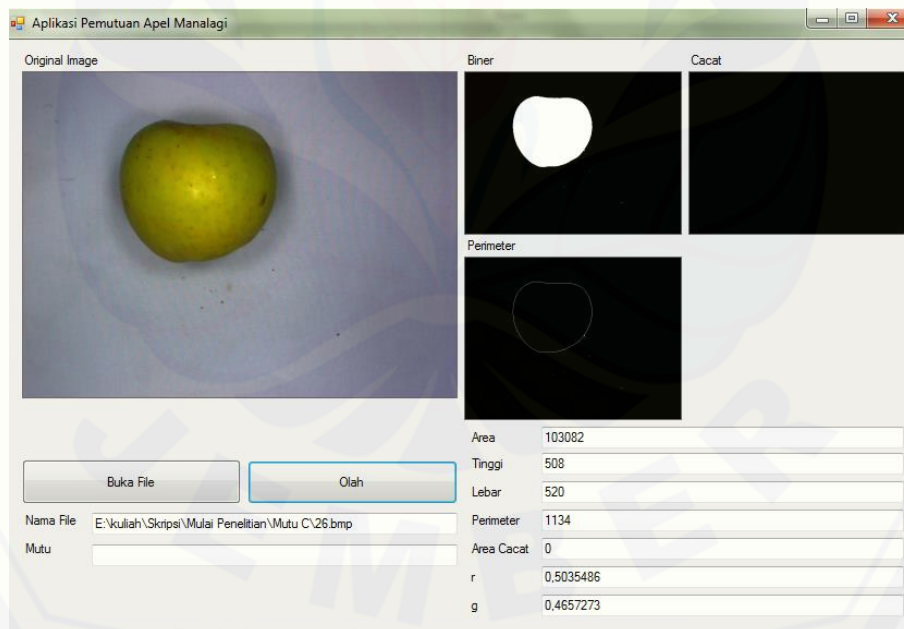 Aplikasi Pemutuan Apel Manalagi
Original Image
Biner
Cacat
Perimeter
Area 103082
Tinggi 508
Lebar 520
Perimeter 1134
Area Cacat 0
r 0,5035486
g 0,4657273
Buka File
Olah
Nama File E:\kuliah\Skripsi\Mulai Penelitian\Mutu C\26.bmp
Mutu
JEMBER